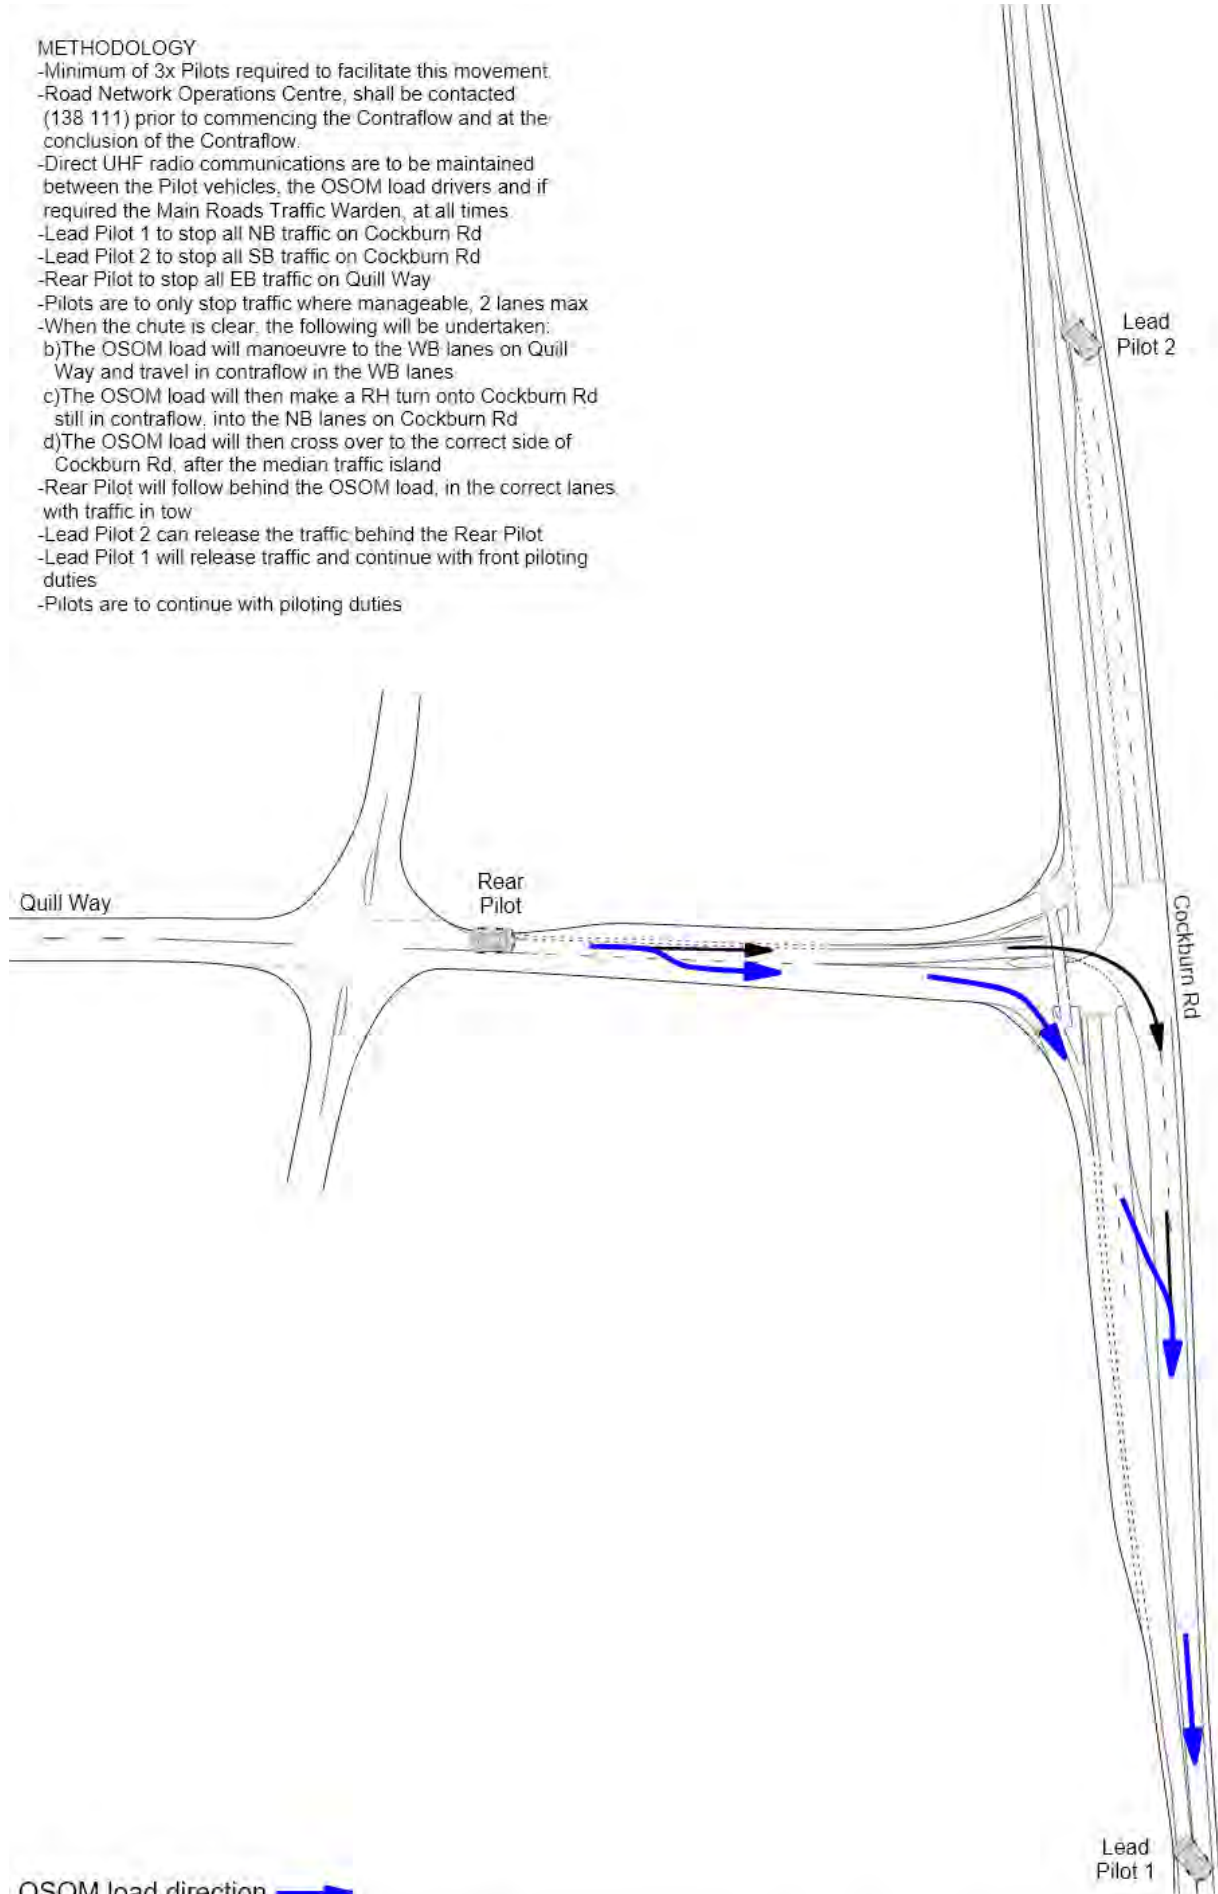 METHODOLOGY
-Minimum of 3x Pilots required to facilitate this movement.
-Road Network Operations Centre, shall be contacted
(138 111) prior to commencing the Contraflow and at the
conclusion of the Contraflow.
-Direct UHF radio communications are to be maintained
between the Pilot vehicles, the OSOM load drivers and if
required the Main Roads Traffic Warden, at all times
-Lead Pilot 1 to stop all NB traffic on Cockburn Rd
-Lead Pilot 2 to stop all SB traffic on Cockburn Rd
-Rear Pilot to stop all EB traffic on Quill Way
-Pilots are to only stop traffic where manageable, 2 lanes max
-When the chute is clear, the following will be undertaken:
b)The OSOM load will manoeuvre to the WB lanes on Quill
Way and travel in contraflow in the WB lanes
c)The OSOM load will then make a RH turn onto Cockburn Rd
still in contraflow, into the NB lanes on Cockburn Rd
d)The OSOM load will then cross over to the correct side of
Cockburn Rd, after the median traffic island
-Rear Pilot will follow behind the OSOM load, in the correct lanes
with traffic in tow
-Lead Pilot 2 can release the traffic behind the Rear Pilot
-Lead Pilot 1 will release traffic and continue with front piloting
duties
-Pilots are to continue with piloting duties
Lead
Pilot 2
Rear
Pilot
Quill Way
Cockburn Rd
Lead
Pilot 1
OSOM load direction